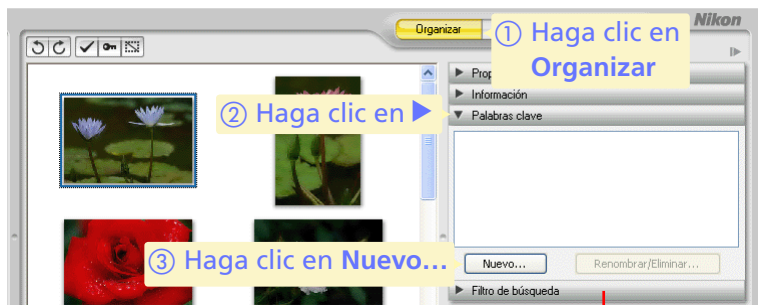 Nikon
Organizar
① Haga clic en
Organizar
Prop
Información
② Haga clic en ▶
Palabras clave
③ Haga clic en Nuevo...
Nuevo...
Renombrar/Eliminar...
Filtro de búsqueda